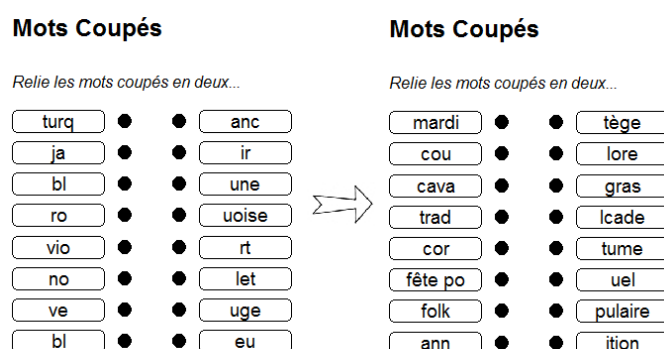 Mots Coupés
Relie les mots coupés en deux...
turq anc
ja ir
bl une
ro uoise
vio rt
no let
ve uge
bl eu
Mots Coupés
Relie les mots coupés en deux...
mardi tège
cou lore
cava gras
trad lcade
cor tume
fête po uel
folk pulaire
ann ition